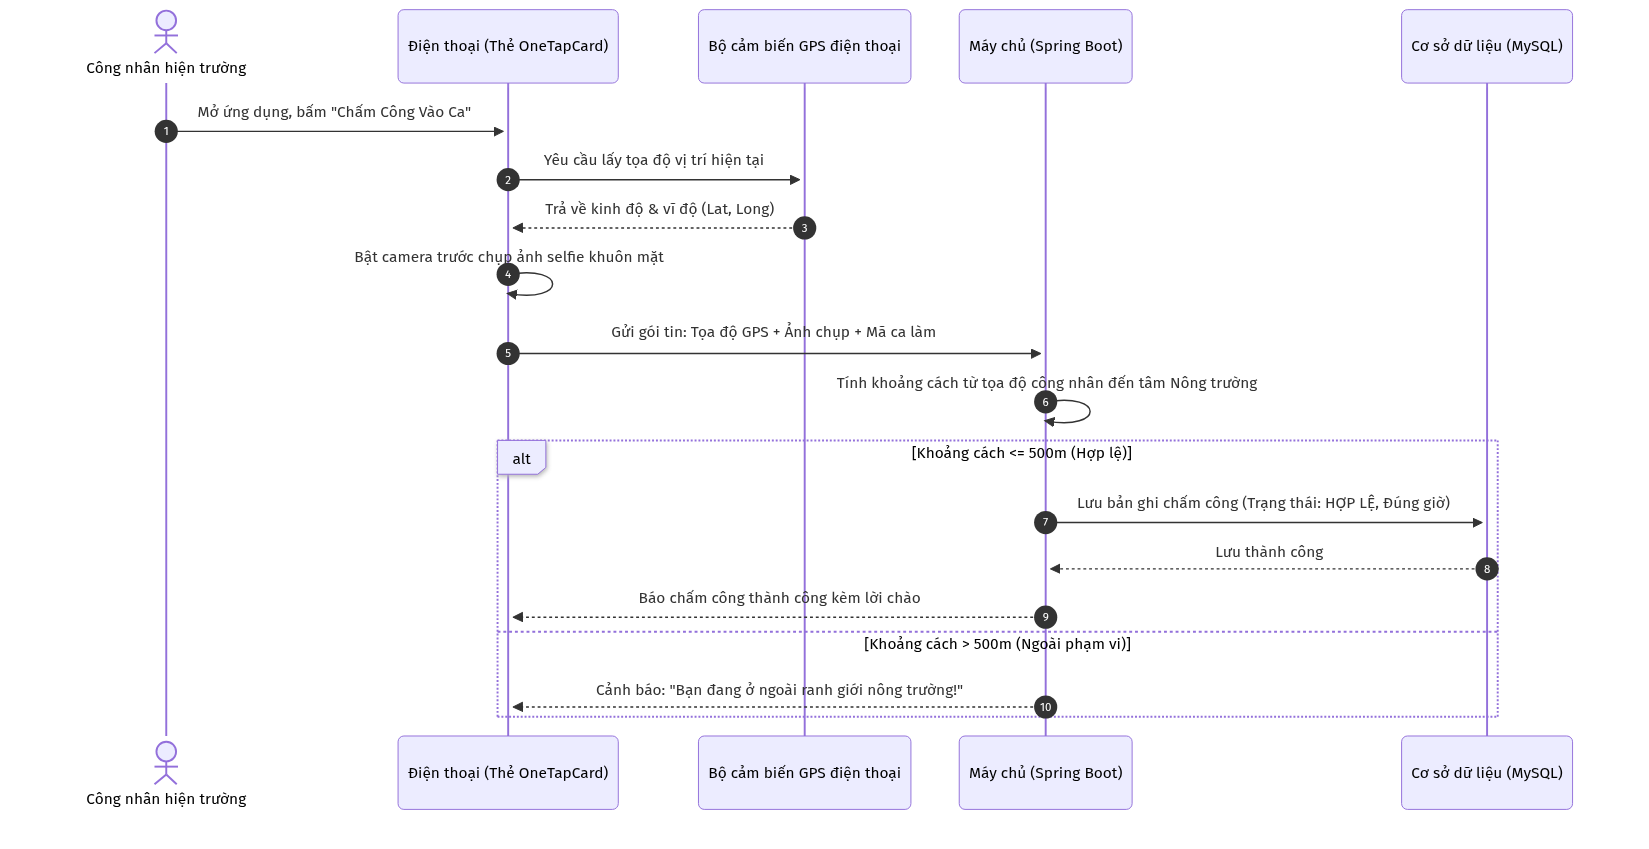 Công nhân hiện trường
Điện thoại (Thẻ OneTapCard)
Bộ cảm biến GPS điện thoại
Máy chủ (Spring Boot)
Cơ sở dữ liệu (MySQL)
Mở ứng dụng, bấm "Chấm Công Vào Ca"
1
Yêu cầu lấy tọa độ vị trí hiện tại
2
Trả về kinh độ & vĩ độ (Lat, Long)
3
Bật camera trước chụp ảnh selfie khuôn mặt
4
Gửi gói tin: Tọa độ GPS + Ảnh chụp + Mã ca làm
5
Tính khoảng cách từ tọa độ công nhân đến tâm Nông trường
6
alt
[Khoảng cách <= 500m (Hợp lệ)]
Lưu bản ghi chấm công (Trạng thái: HỢP LỆ, Đúng giờ)
7
Lưu thành công
8
Báo chấm công thành công kèm lời chào
9
[Khoảng cách > 500m (Ngoài phạm vi)]
Cảnh báo: "Bạn đang ở ngoài ranh giới nông trường!"
10
Công nhân hiện trường
Điện thoại (Thẻ OneTapCard)
Bộ cảm biến GPS điện thoại
Máy chủ (Spring Boot)
Cơ sở dữ liệu (MySQL)